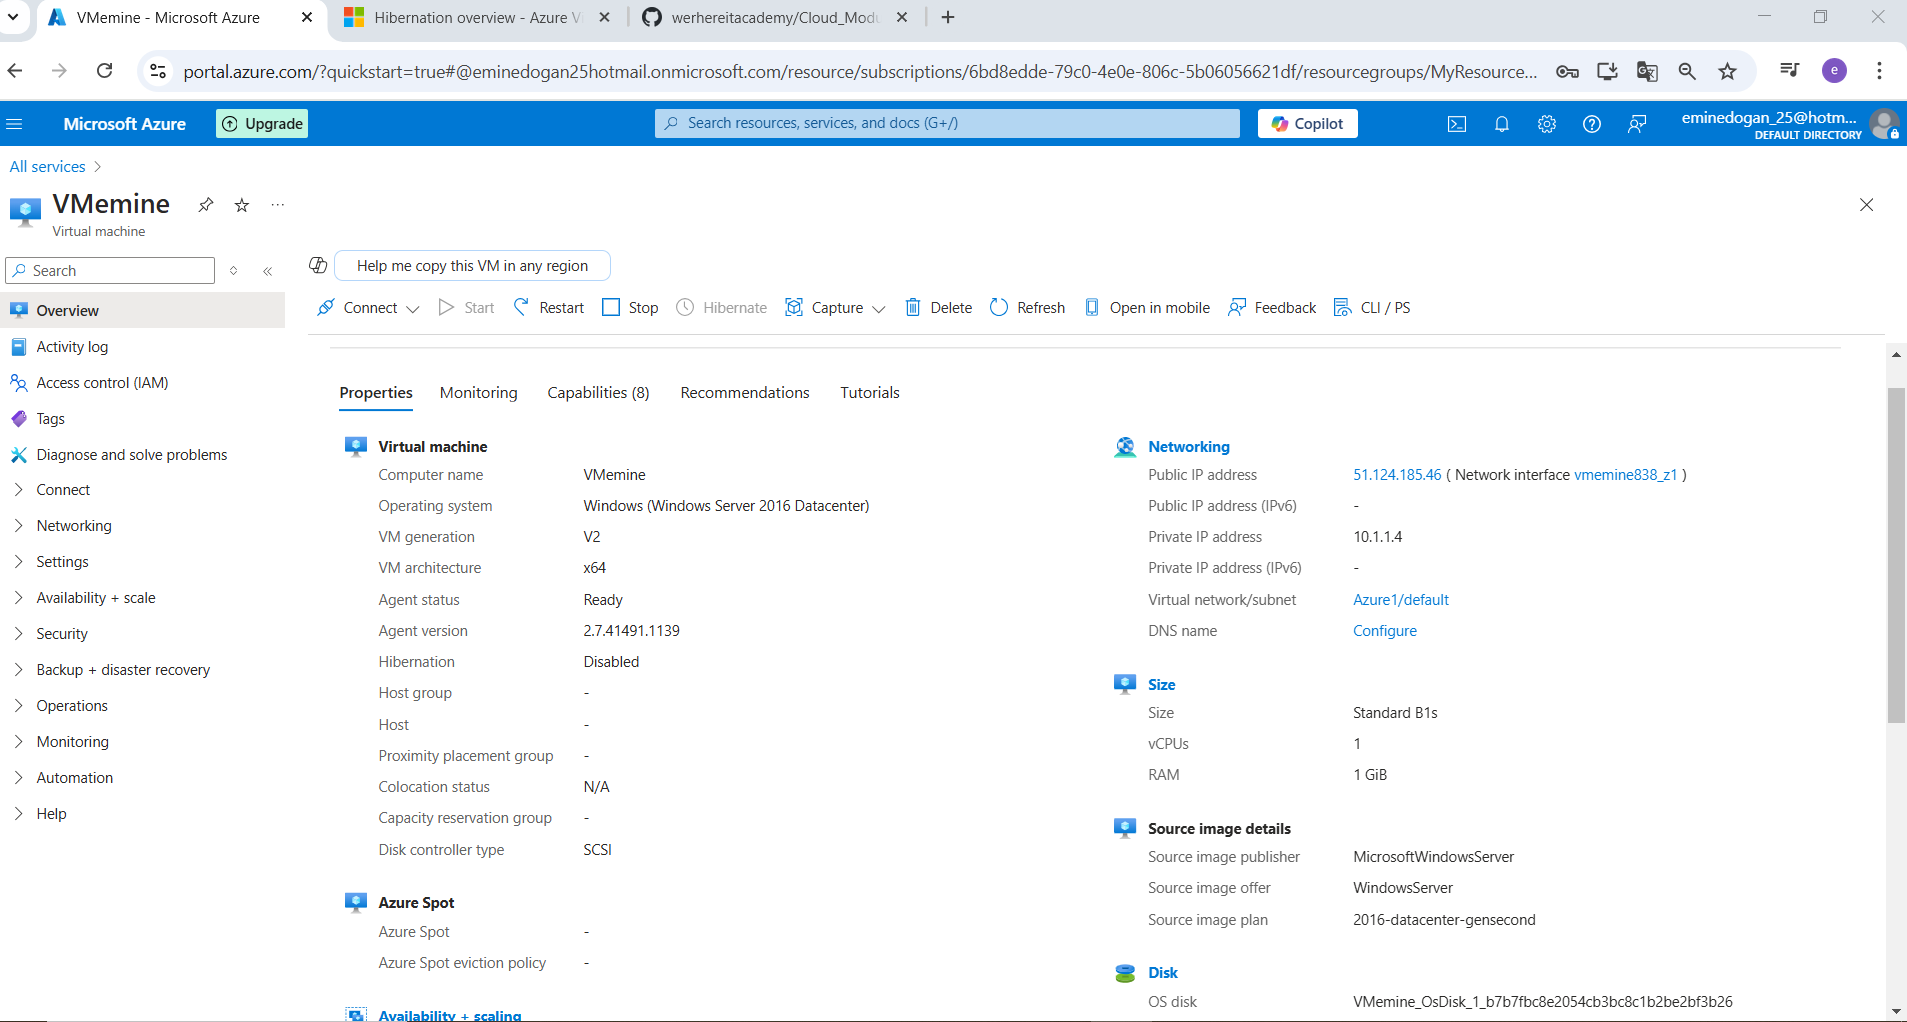 VMemine - Microsoft Azure
Hibernation overview - Azure Vi
werhereitacademy/Cloud_Modu
portal.azure.com/?quickstart=true#@eminedogan25hotmail.onmicrosoft.com/resource/subscriptions/6bd8edde-79c0-4e0e-806c-5b06056621df/resourcegroups/MyResource...
e
Microsoft Azure
Upgrade
Search resources, services, and docs (G+/)
Copilot
eminedogan_25@hotm...
DEFAULT DIRECTORY
All services
VMemine
Virtual machine
Search
Help me copy this VM in any region
Connect
Start
Restart
Stop
Hibernate
Capture
Delete
Refresh
Open in mobile
Feedback
CLI / PS
Overview
Activity log
Access control (IAM)
Tags
Diagnose and solve problems
Connect
Networking
Settings
Availability + scale
Security
Backup + disaster recovery
Operations
Monitoring
Automation
Help
Properties
Monitoring
Capabilities (8)
Recommendations
Tutorials
Virtual machine
Computer name VMemine
Operating system Windows (Windows Server 2016 Datacenter)
VM generation V2
VM architecture x64
Agent status Ready
Agent version 2.7.41491.1139
Hibernation Disabled
Host group -
Host -
Proximity placement group -
Colocation status N/A
Capacity reservation group -
Disk controller type SCSI
Azure Spot
Azure Spot -
Azure Spot eviction policy -
Availability + scaling
Networking
Public IP address 51.124.185.46 ( Network interface vmemine838_z1 )
Public IP address (IPv6) -
Private IP address 10.1.1.4
Private IP address (IPv6) -
Virtual network/subnet Azure1/default
DNS name Configure
Size
Size Standard B1s
vCPUs 1
RAM 1 GiB
Source image details
Source image publisher MicrosoftWindowsServer
Source image offer WindowsServer
Source image plan 2016-datacenter-gensecond
Disk
OS disk VMemine_OsDisk_1_b7b7fbc8e2054cb3bc8c1b2be2bf3b26